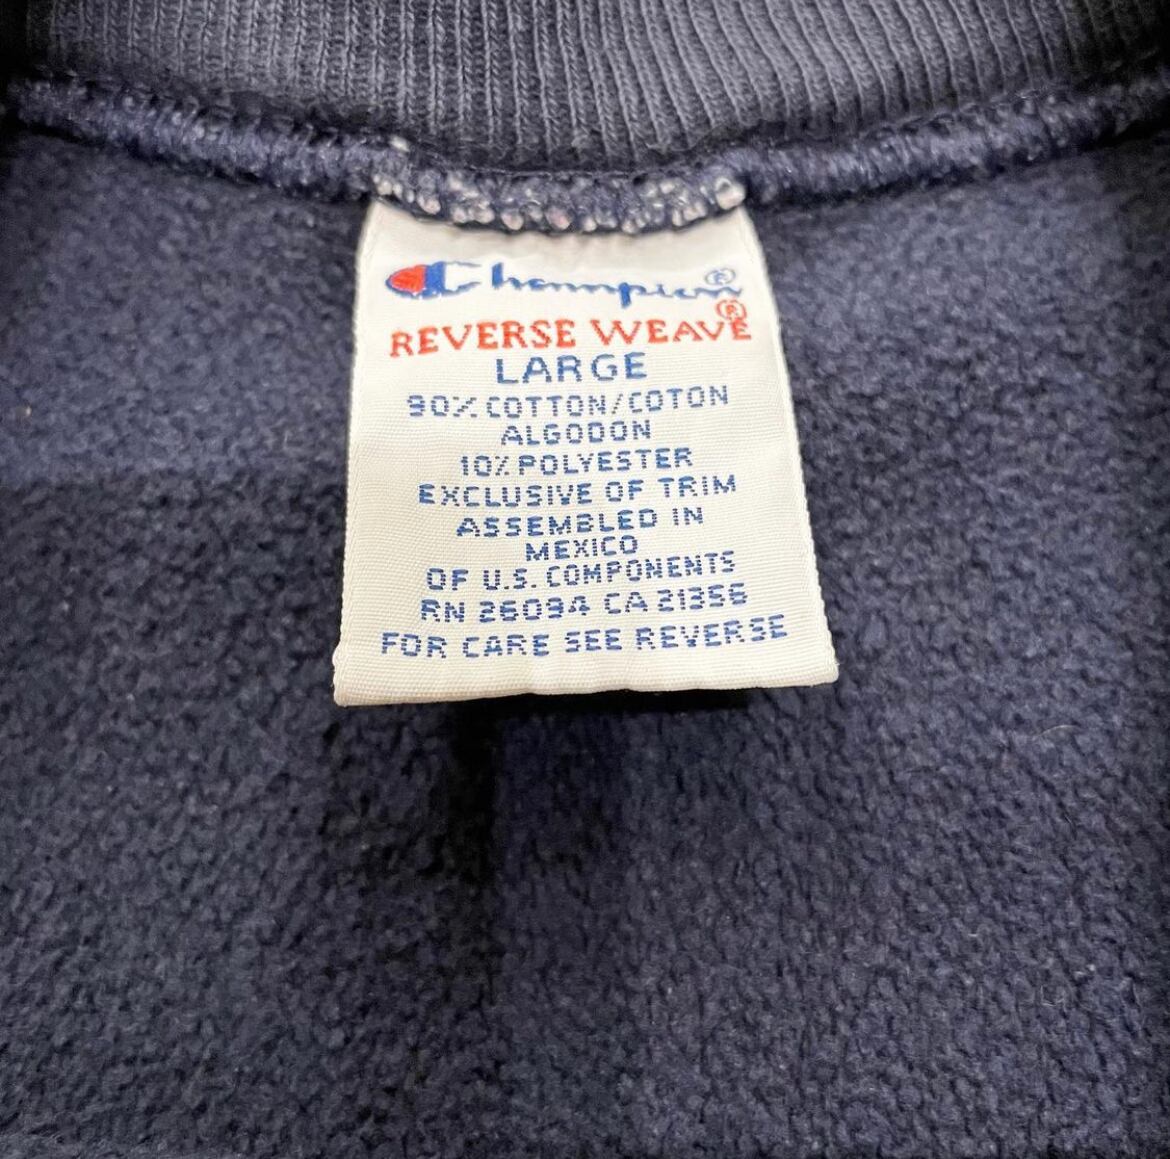 Champion®
REVERSE WEAVE®
LARGE
90% COTTON/COTON
ALGODON
10% POLYESTER
EXCLUSIVE OF TRIM
ASSEMBLED IN
MEXICO
OF U.S. COMPONENTS
RN 26094 CA 21356
FOR CARE SEE REVERSE